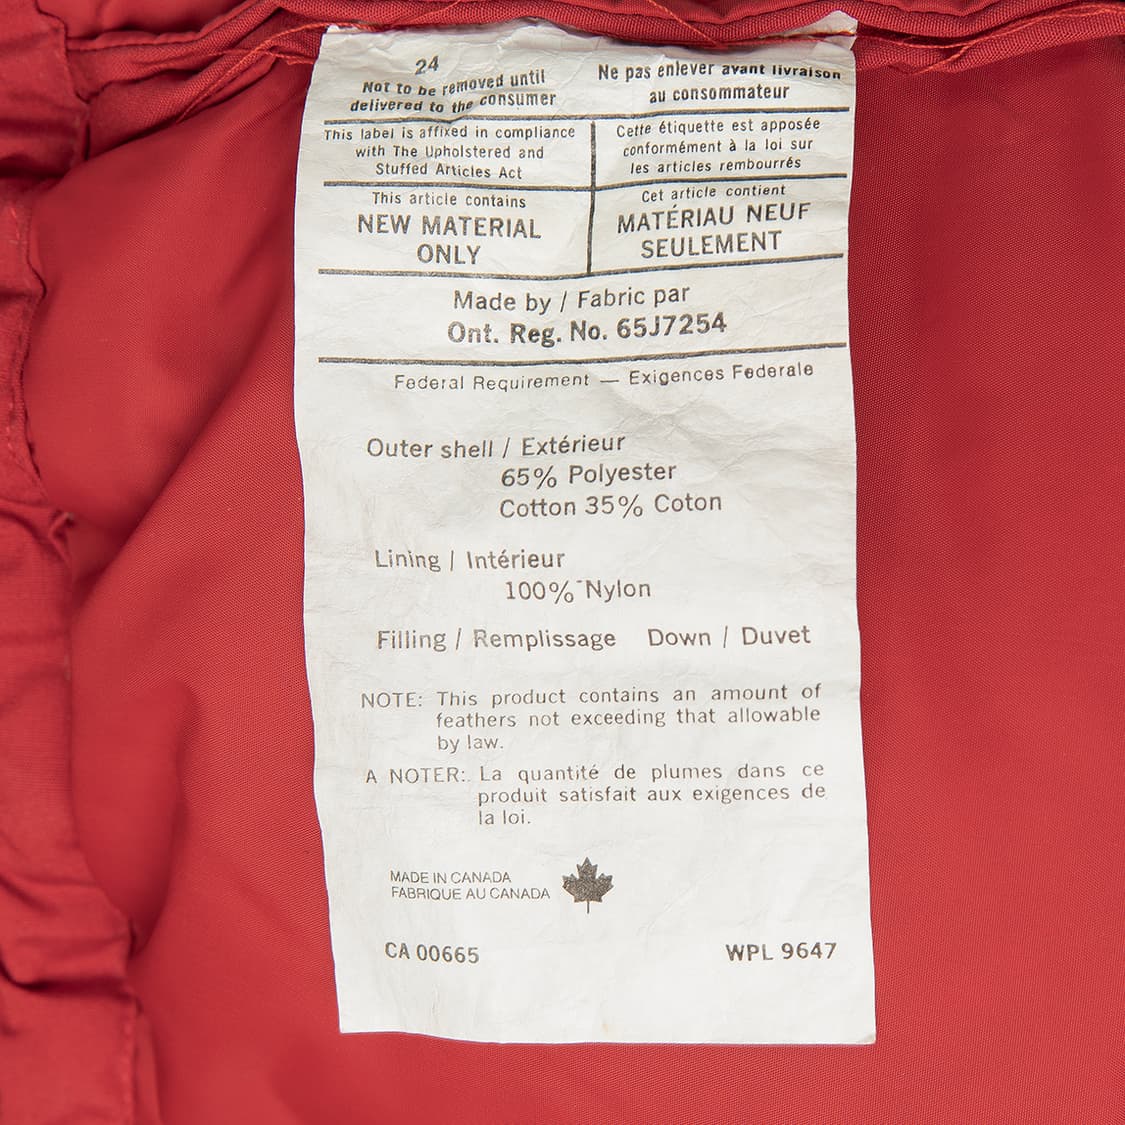 24
Not to be removed until
delivered to the consumer
Ne pas enlever avant livraison
au consommateur
This label is affixed in compliance
with The Upholstered and
Stuffed Articles Act
Cette étiquette est apposée
conformément à la loi sur
les articles rembourrés
This article contains
NEW MATERIAL
ONLY
Cet article contient
MATÉRIAU NEUF
SEULEMENT
Made by / Fabric par
Ont. Reg. No. 65J7254
Federal Requirement — Exigences Federale
Outer shell / Extérieur
65% Polyester
Cotton 35% Coton
Lining / Intérieur
100% Nylon
Filling / Remplissage Down / Duvet
NOTE: This product contains an amount of
feathers not exceeding that allowable
by law.
A NOTER: La quantité de plumes dans ce
produit satisfait aux exigences de
la loi.
MADE IN CANADA
FABRIQUE AU CANADA
CA 00665 WPL 9647